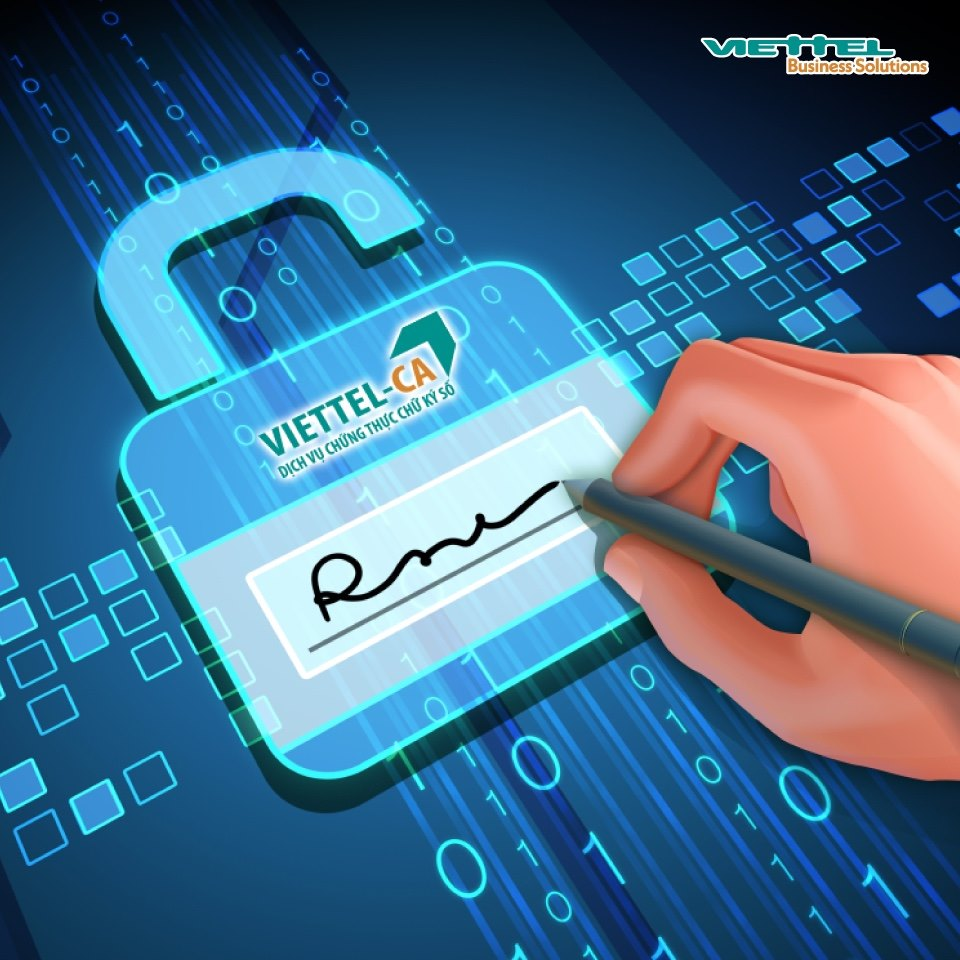 VIETTEL
Business Solutions
VIETTEL-CA
DỊCH VỤ CHỨNG THỰC CHỮ KÝ SỐ